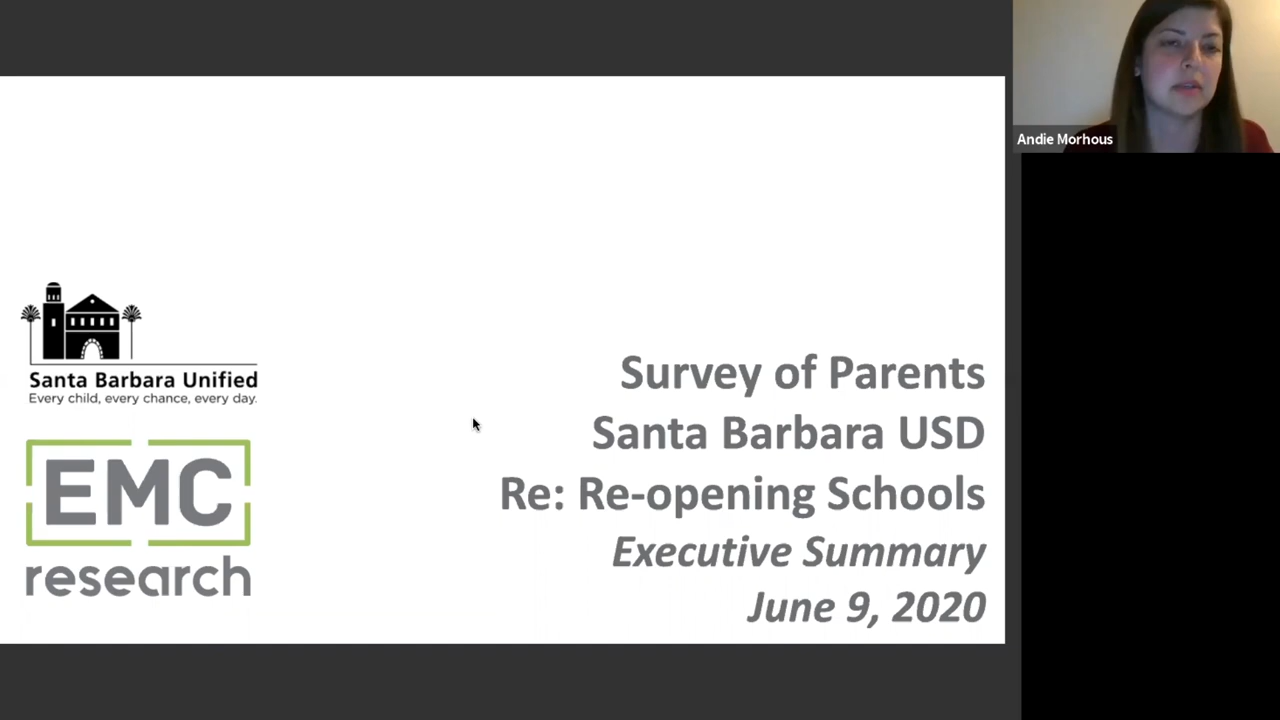 Andie Morhous
Santa Barbara Unified
Every child, every chance, every day.
EMC
research
Survey of Parents
Santa Barbara USD
Re: Re-opening Schools
Executive Summary
June 9, 2020